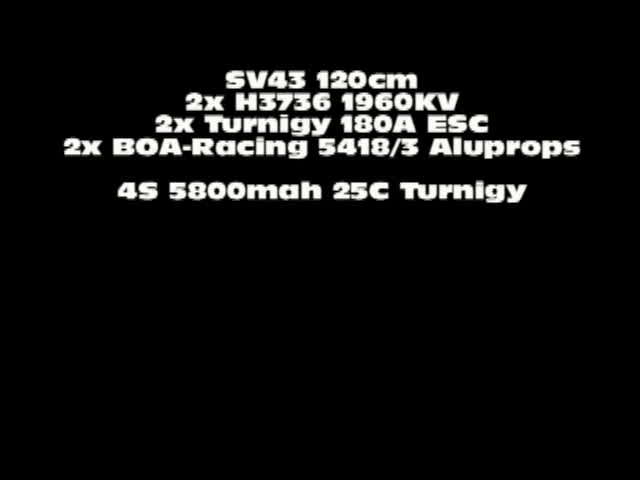 SV43 120cm
2x H3736 1960KV
2x Turnigy 180A ESC
2x BOA-Racing 5418/3 Aluprops
4S 5800mah 25C Turnigy